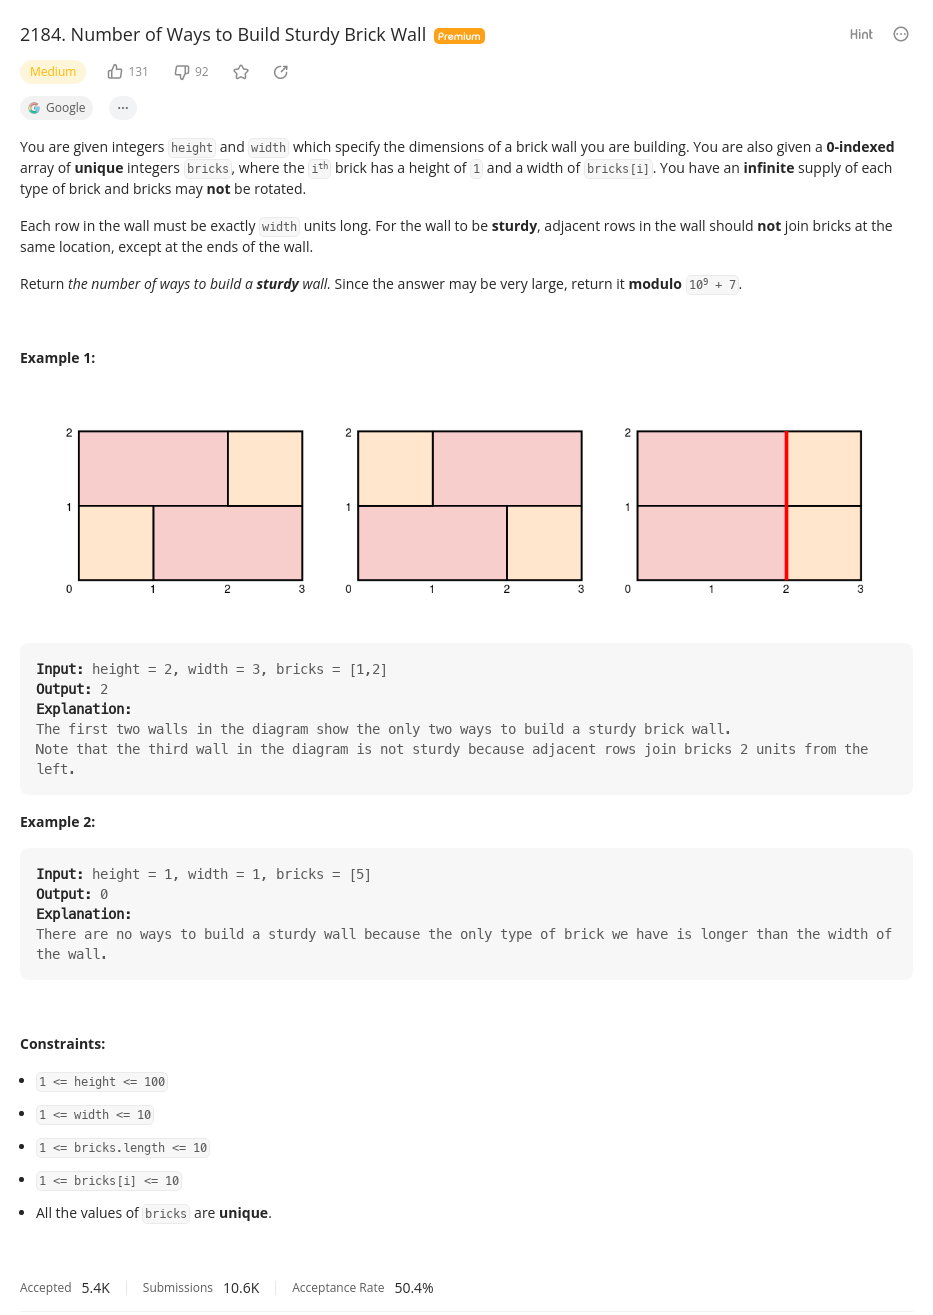 2184. Number of Ways to Build Sturdy Brick Wall Premium Hint
Medium 131 92
Google ...
You are given integers height and width which specify the dimensions of a brick wall you are building. You are also given a 0-indexed
array of unique integers bricks, where the ith brick has a height of 1 and a width of bricks[i]. You have an infinite supply of each
type of brick and bricks may not be rotated.
Each row in the wall must be exactly width units long. For the wall to be sturdy, adjacent rows in the wall should not join bricks at the
same location, except at the ends of the wall.
Return the number of ways to build a sturdy wall. Since the answer may be very large, return it modulo 10^9 + 7.
Example 1:
2 2 2
1 1 1
0 1 2 3 0 1 2 3 0 1 2 3
Input: height = 2, width = 3, bricks = [1,2]
Output: 2
Explanation:
The first two walls in the diagram show the only two ways to build a sturdy brick wall.
Note that the third wall in the diagram is not sturdy because adjacent rows join bricks 2 units from the
left.
Example 2:
Input: height = 1, width = 1, bricks = [5]
Output: 0
Explanation:
There are no ways to build a sturdy wall because the only type of brick we have is longer than the width of
the wall.
Constraints:
• 1 <= height <= 100
• 1 <= width <= 10
• 1 <= bricks.length <= 10
• 1 <= bricks[i] <= 10
• All the values of bricks are unique.
Accepted 5.4K Submissions 10.6K Acceptance Rate 50.4%